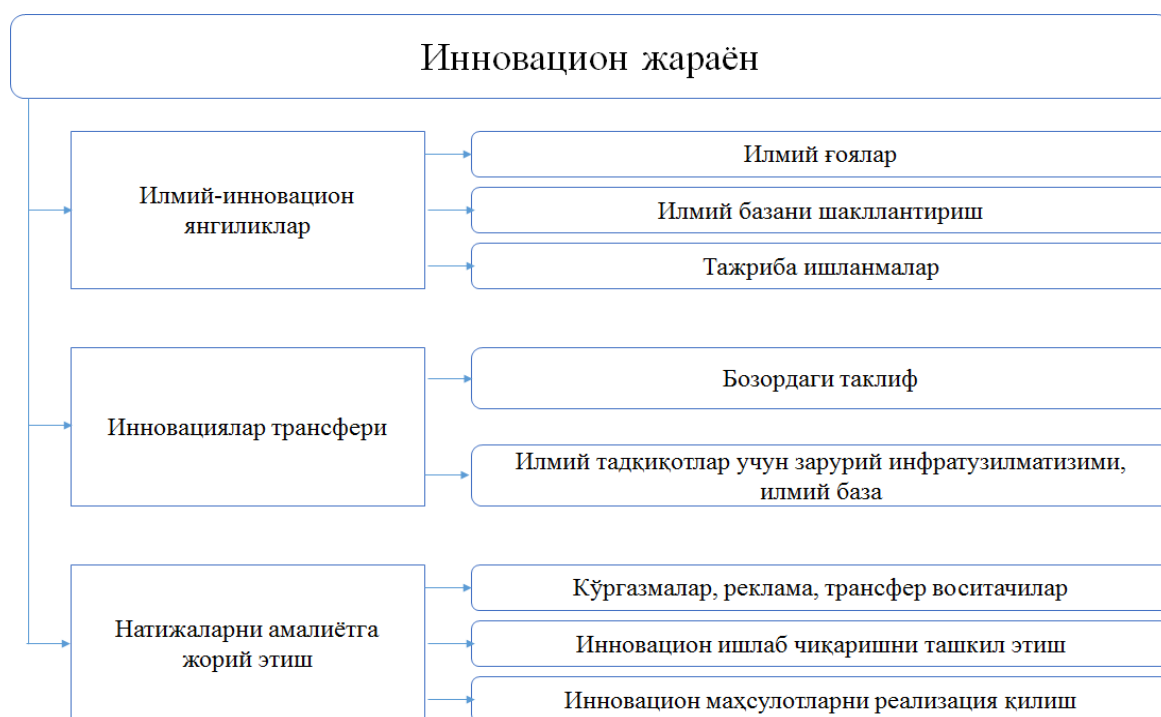 Инновацион жараён
Илмий-инновацион
янгиликлар
Илмий ғоялар
Илмий базани шакллантириш
Тажриба ишланмалар
Инновациялар трансфери
Бозордаги таклиф
Илмий тадқиқотлар учун зарурий инфратузилматизими,
илмий база
Натижаларни амалиётга
жорий этиш
Кўргазмалар, реклама, трансфер воситачилар
Инновацион ишлаб чиқаришни ташкил этиш
Инновацион маҳсулотларни реализация қилиш